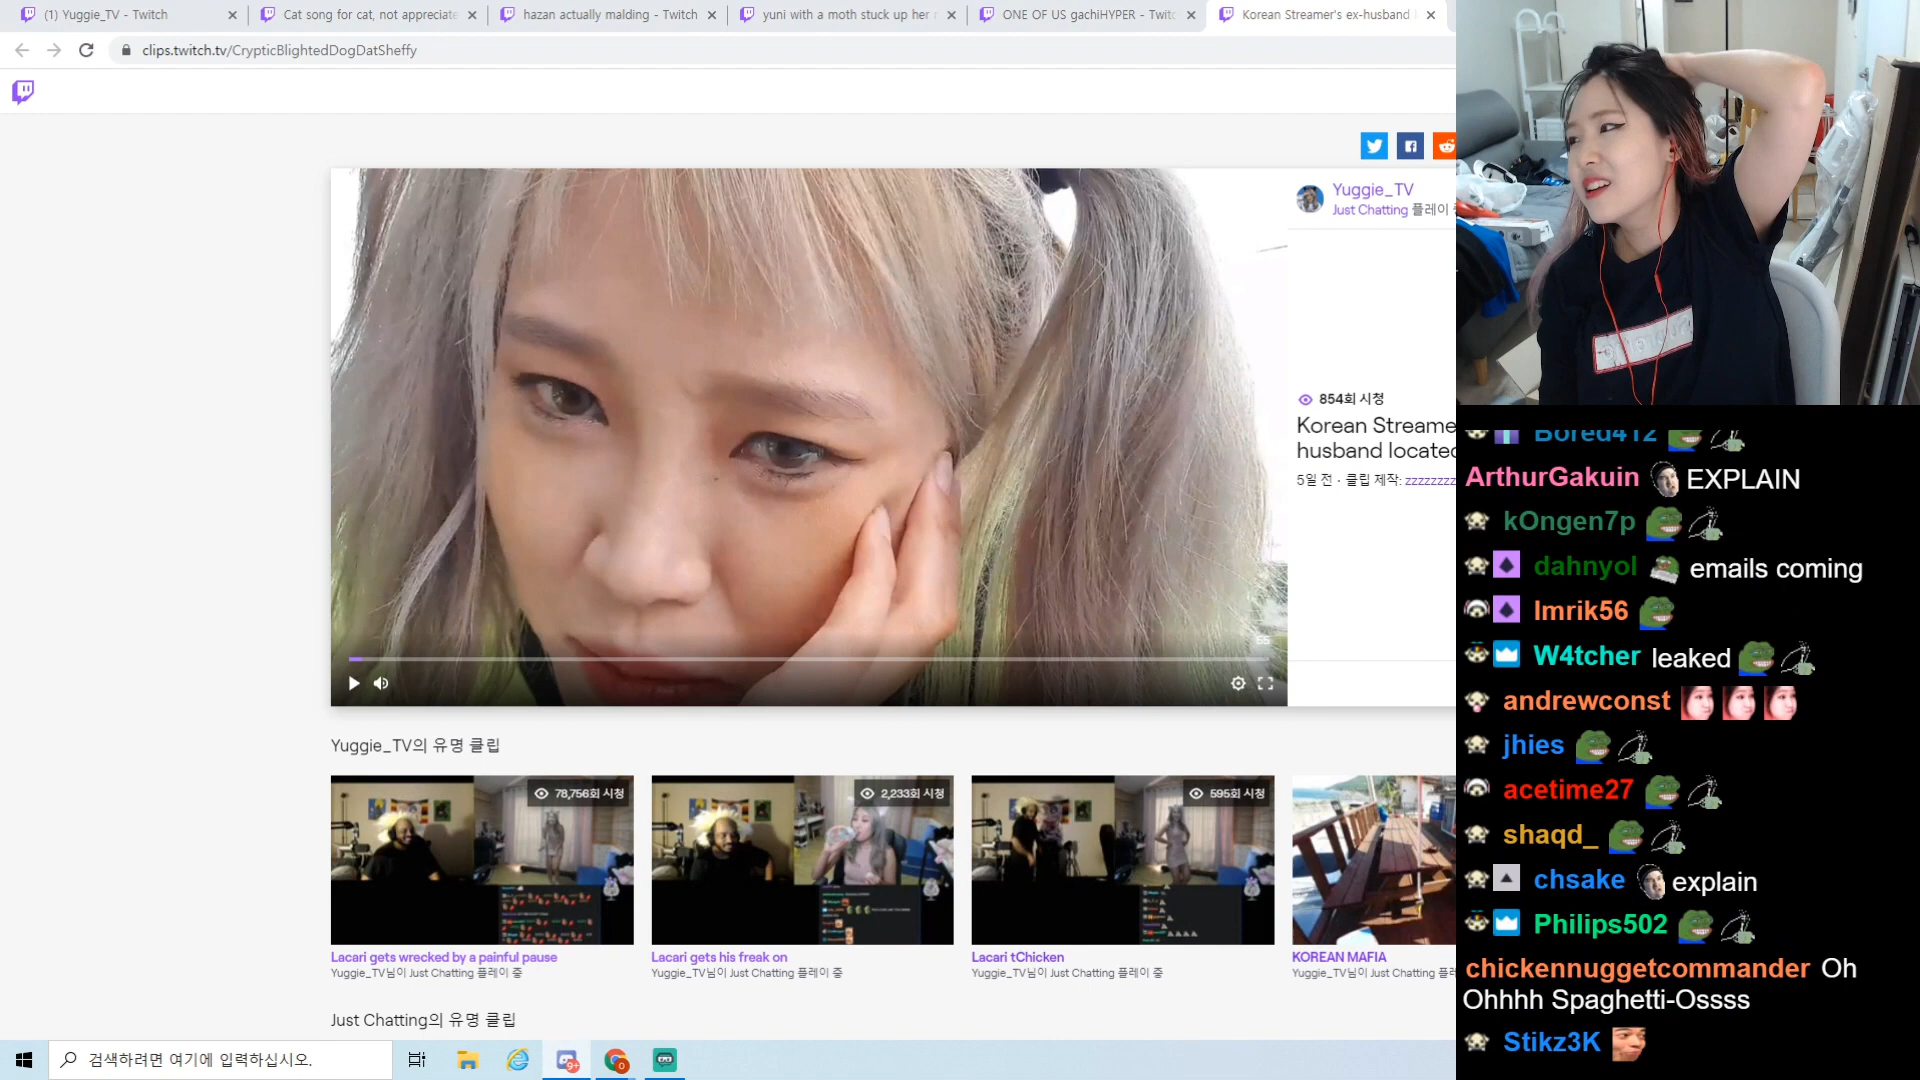 (1) Yuggie_TV - Twitch
Cat song for cat, not appreciate
hazan actually malding - Twitch
yuni with a moth stuck up her
ONE OF US gachiHYPER - Twitc
Korean Streamer's ex-husband
clips.twitch.tv/CrypticBlightedDogDatSheffy
Yuggie_TV
Just Chatting 플레이
854회 시청
Korean Streame
husband located
5일 전 · 클립 제작: zzzzzzzz
Yuggie_TV의 유명 클립
78,756회 시청
2,233회 시청
595회 시청
Lacari gets wrecked by a painful pause
Yuggie_TV님이 Just Chatting 플레이 중
Lacari gets his freak on
Yuggie_TV님이 Just Chatting 플레이 중
Lacari tChicken
Yuggie_TV님이 Just Chatting 플레이 중
KOREAN MAFIA
Yuggie_TV님이 Just Chatting 플레
Just Chatting의 유명 클립
검색하려면 여기에 입력하십시오.
9+
Bored412
ArthurGakuin EXPLAIN
kOngen7p
dahnyol emails coming
Imrik56
W4tcher leaked
andrewconst
jhies
acetime27
shaqd_
chsake explain
Philips502
chickennuggetcommander Oh
Ohhhh Spaghetti-Ossss
Stikz3K